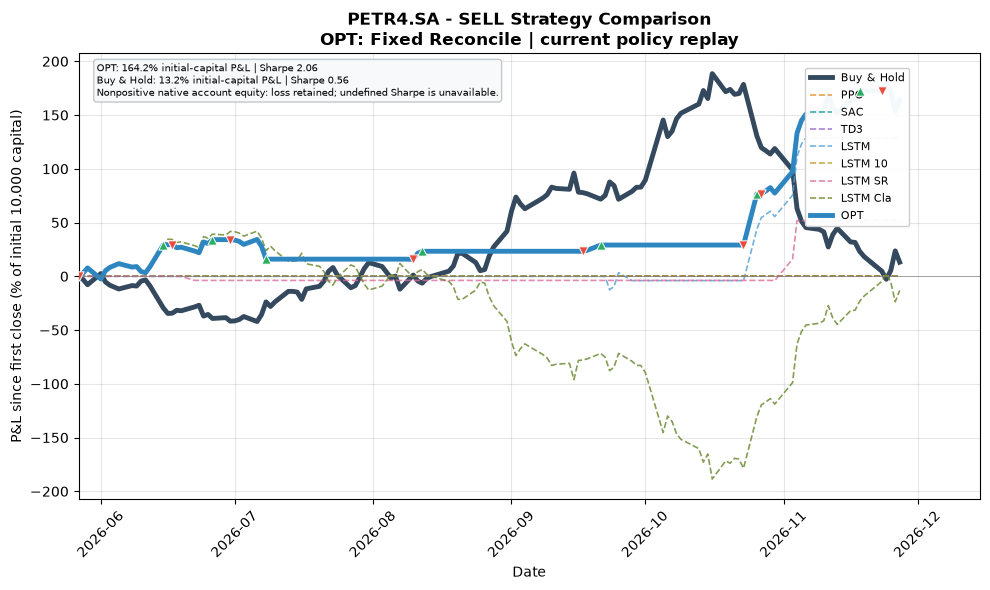 PETR4.SA - SELL Strategy Comparison
OPT: Fixed Reconcile | current policy replay
OPT: 164.2% initial-capital P&L | Sharpe 2.06
Buy & Hold: 13.2% initial-capital P&L | Sharpe 0.56
Nonpositive native account equity: loss retained; undefined Sharpe is unavailable.
Buy & Hold
PPO
SAC
TD3
LSTM
LSTM 10
LSTM SR
LSTM Cla
OPT
P&L since first close (% of initial 10,000 capital)
200
150
100
50
0
−50
−100
−150
−200
2026-06
2026-07
2026-08
2026-09
2026-10
2026-11
2026-12
Date